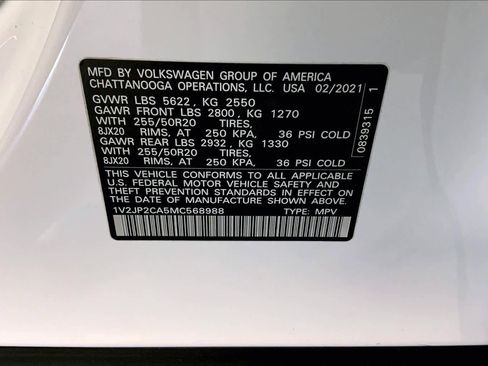 MFD BY VOLKSWAGEN GROUP OF AMERICA
CHATTANOOGA OPERATIONS, LLC. USA 02/2021
GVWR LBS 5622, KG 2550
GAWR FRONT LBS 2800, KG 1270
WITH 255/50R20 TIRES,
8JX20 RIMS, AT 250 KPA, 36 PSI COLD
GAWR REAR LBS 2932, KG 1330
WITH 255/50R20 TIRES,
8JX20 RIMS, AT 250 KPA, 36 PSI COLD
THIS VEHICLE CONFORMS TO ALL APPLICABLE
U.S. FEDERAL MOTOR VEHICLE SAFETY AND
THEFT PREVENTION STANDARDS IN EFFECT ON
THE DATE OF MANUFACTURE SHOWN ABOVE.
1V2JP2CA5MC568988 TYPE: MPV
0839315 1